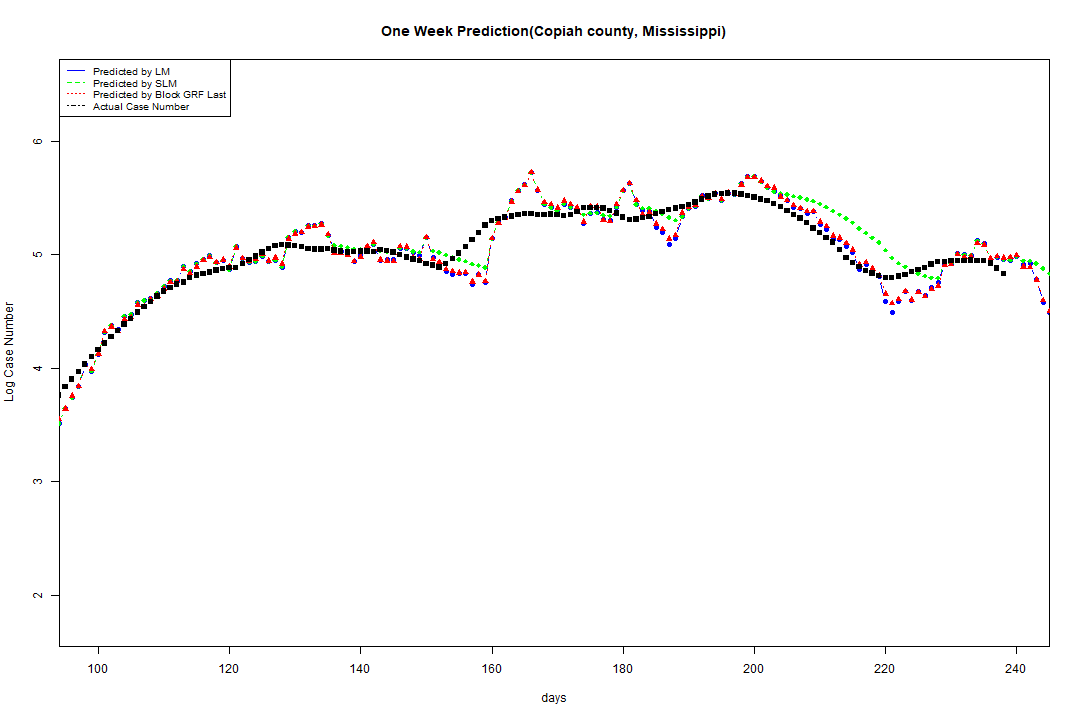 One Week Prediction(Copiah county, Mississippi)
Predicted by LM
Predicted by SLM
Predicted by Block GRF Last
Actual Case Number
6
5
4
3
2
Log Case Number
100 120 140 160 180 200 220 240
days